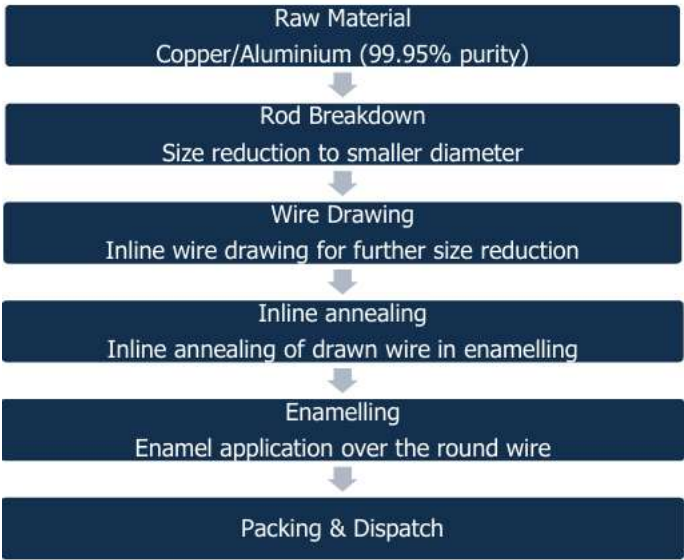 Raw Material
Copper/Aluminium (99.95% purity)
Rod Breakdown
Size reduction to smaller diameter
Wire Drawing
Inline wire drawing for further size reduction
Inline annealing
Inline annealing of drawn wire in enamelling
Enamelling
Enamel application over the round wire
Packing & Dispatch